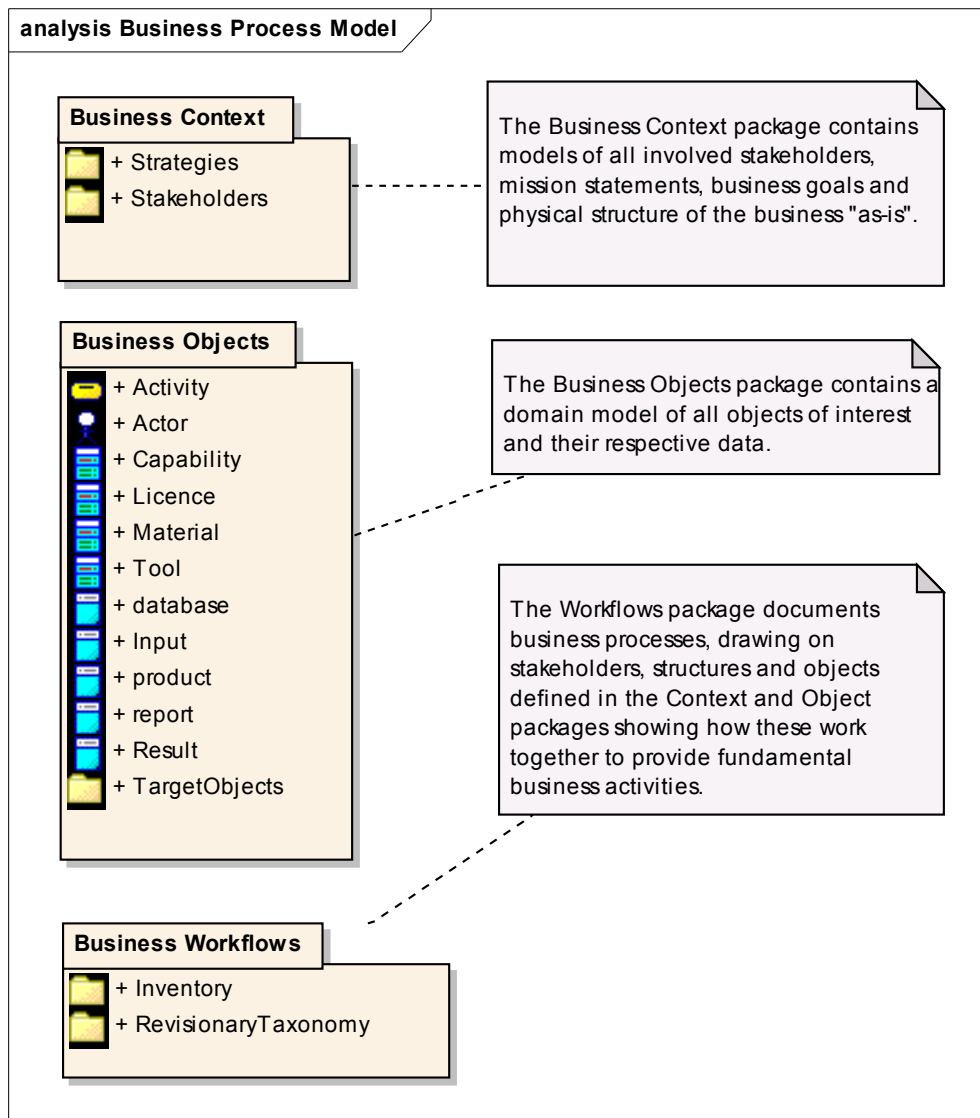 analysis Business Process Model
Business Context
+ Strategies
+ Stakeholders
The Business Context package contains
models of all involved stakeholders,
mission statements, business goals and
physical structure of the business "as-is".
Business Objects
+ Activity
+ Actor
+ Capability
+ Licence
+ Material
+ Tool
+ database
+ Input
+ product
+ report
+ Result
+ TargetObjects
The Business Objects package contains a
domain model of all objects of interest
and their respective data.
The Workflows package documents
business processes, drawing on
stakeholders, structures and objects
defined in the Context and Object
packages showing how these work
together to provide fundamental
business activities.
Business Workflows
+ Inventory
+ RevisionaryTaxonomy